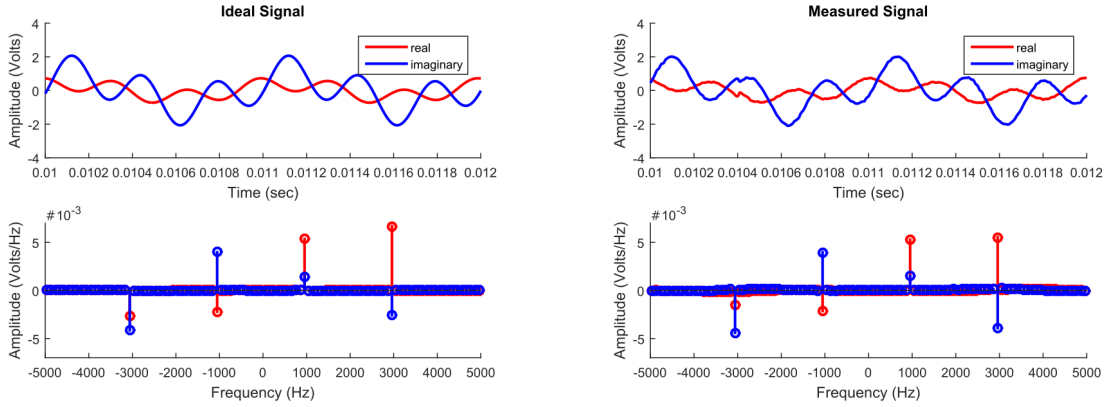 Ideal Signal
Amplitude (Volts)
4
2
0
-2
-4
real
imaginary
0.01 0.0102 0.0104 0.0106 0.0108 0.011 0.0112 0.0114 0.0116 0.0118 0.012
Time (sec)
#10^-3
Amplitude (Volts/Hz)
5
0
-5
-5000 -4000 -3000 -2000 -1000 0 1000 2000 3000 4000 5000
Frequency (Hz)
Measured Signal
Amplitude (Volts)
4
2
0
-2
-4
real
imaginary
0.01 0.0102 0.0104 0.0106 0.0108 0.011 0.0112 0.0114 0.0116 0.0118 0.012
Time (sec)
#10^-3
Amplitude (Volts/Hz)
5
0
-5
-5000 -4000 -3000 -2000 -1000 0 1000 2000 3000 4000 5000
Frequency (Hz)